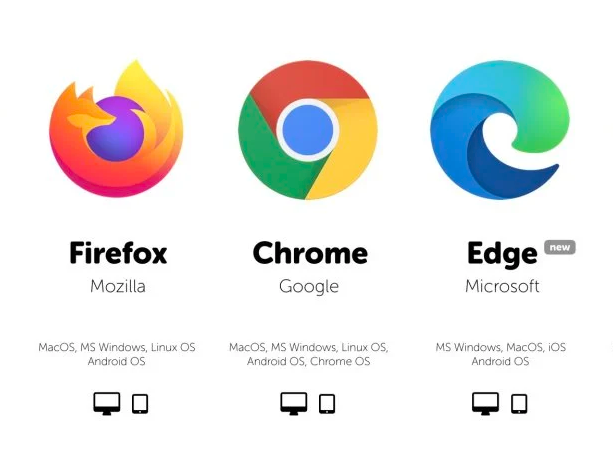 Firefox
Mozilla
MacOS, MS Windows, Linux OS
Android OS
Chrome
Google
MacOS, MS Windows, Linux OS,
Android OS, Chrome OS
Edge new
Microsoft
MS Windows, MacOS, iOS
Android OS